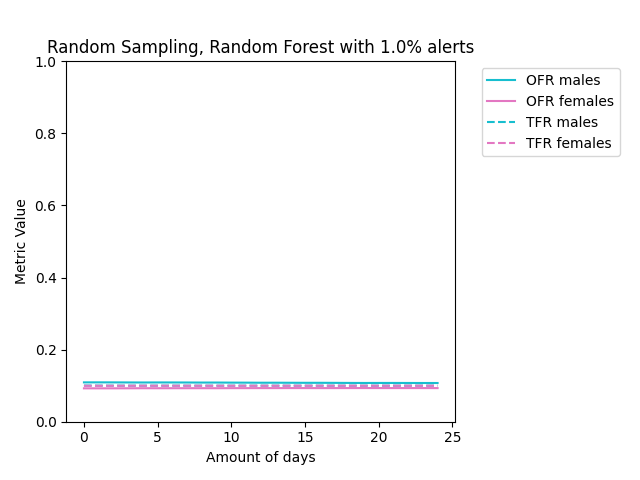 Random Sampling, Random Forest with 1.0% alerts
1.0
0.8
0.6
0.4
0.2
0.0
Metric Value
0 5 10 15 20 25
Amount of days
OFR males
OFR females
TFR males
TFR females